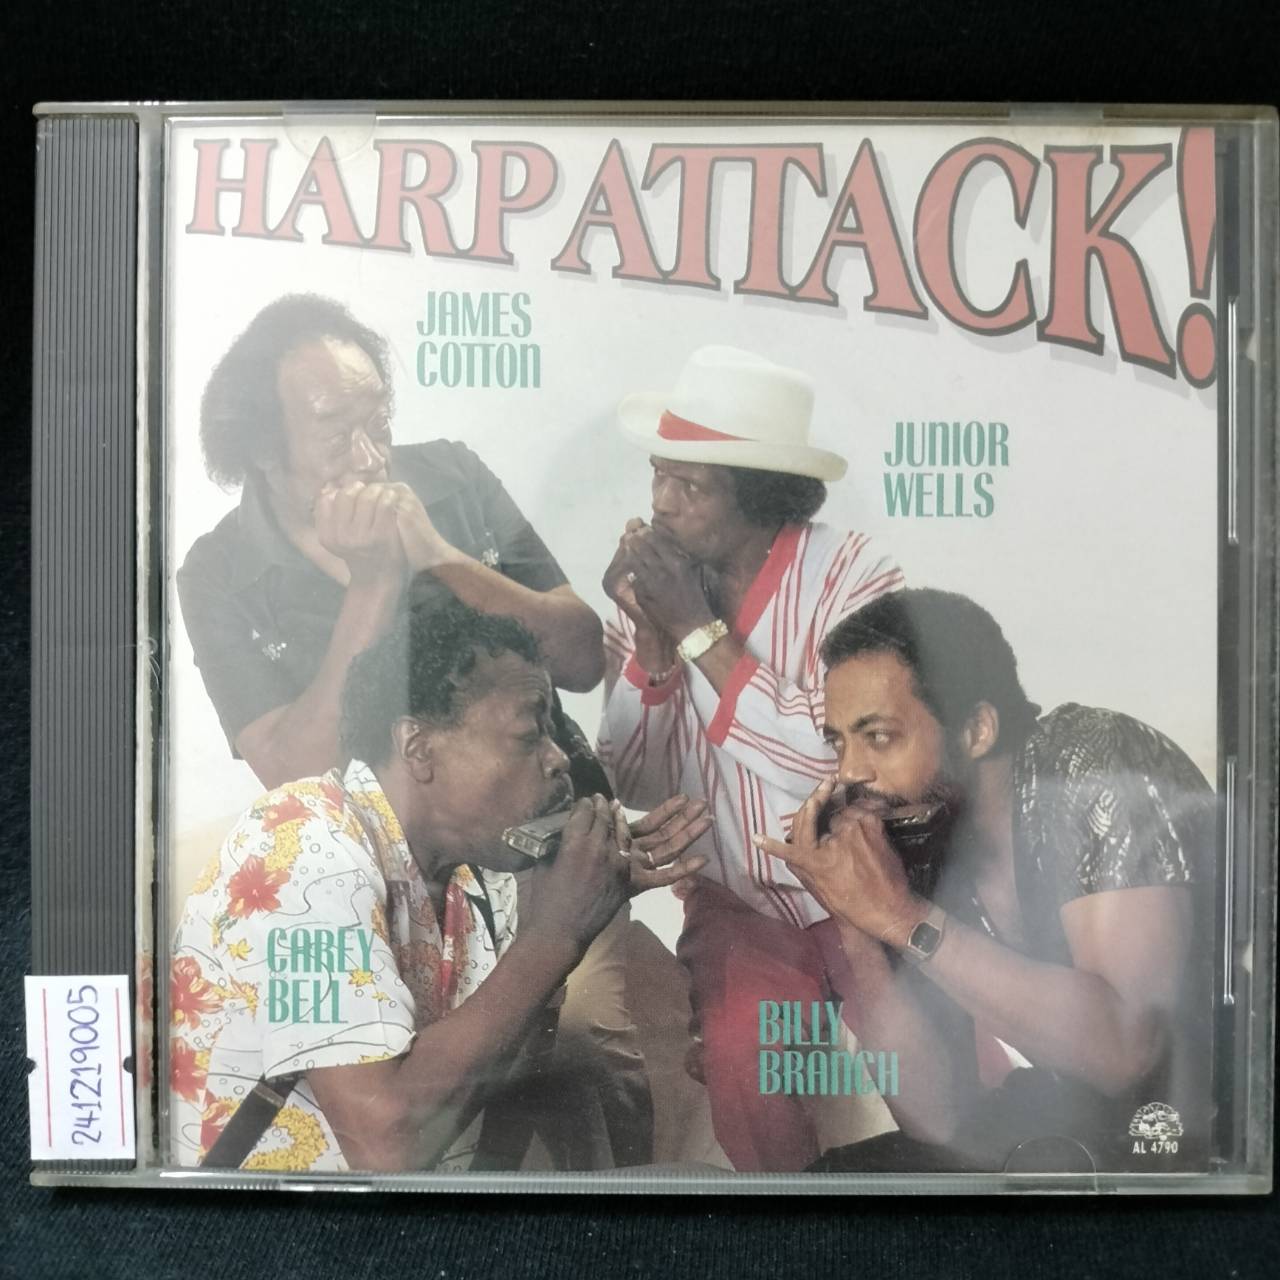 HARP ATTACK!
JAMES
COTTON
JUNIOR
WELLS
CAREY
BELL
BILLY
BRANCH
AL 4790
241219005